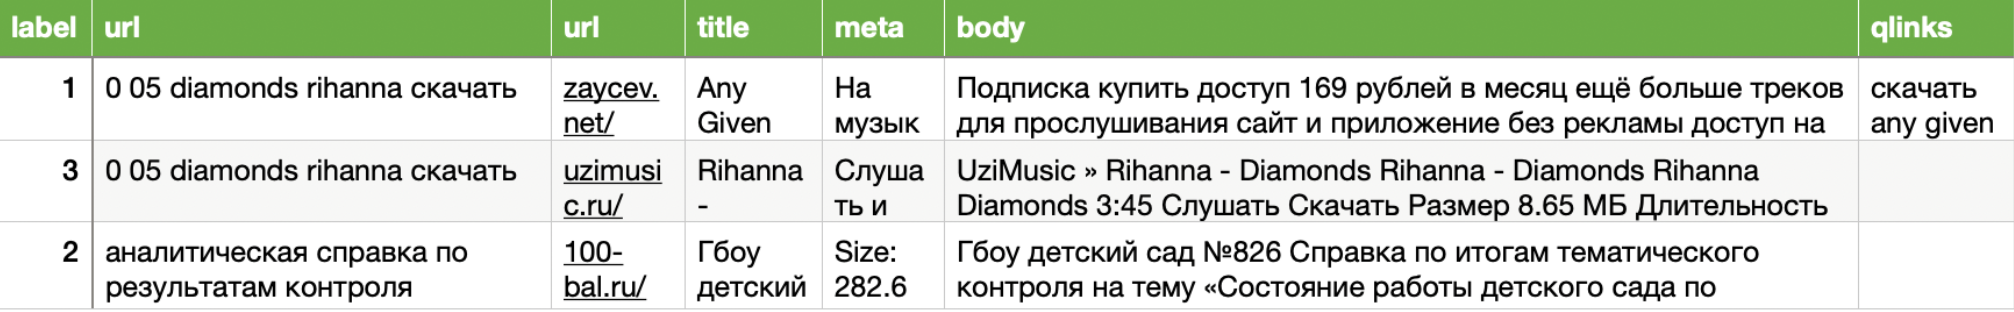 label url url title meta body qlinks
1 0 05 diamonds rihanna скачать zaycev. Any На Подписка купить доступ 169 рублей в месяц ещё больше треков скачать
net/ Given музык для прослушивания сайт и приложение без рекламы доступ на any given
3 0 05 diamonds rihanna скачать uzimusi Rihanna Слуша UziMusic » Rihanna - Diamonds Rihanna - Diamonds Rihanna
c.ru/ - ть и Diamonds 3:45 Слушать Скачать Размер 8.65 МБ Длительность
2 аналитическая справка по 100- Гбоу Size: Гбоу детский сад №826 Справка по итогам тематического
результатам контроля bal.ru/ детский 282.6 контроля на тему «Состояние работы детского сада по